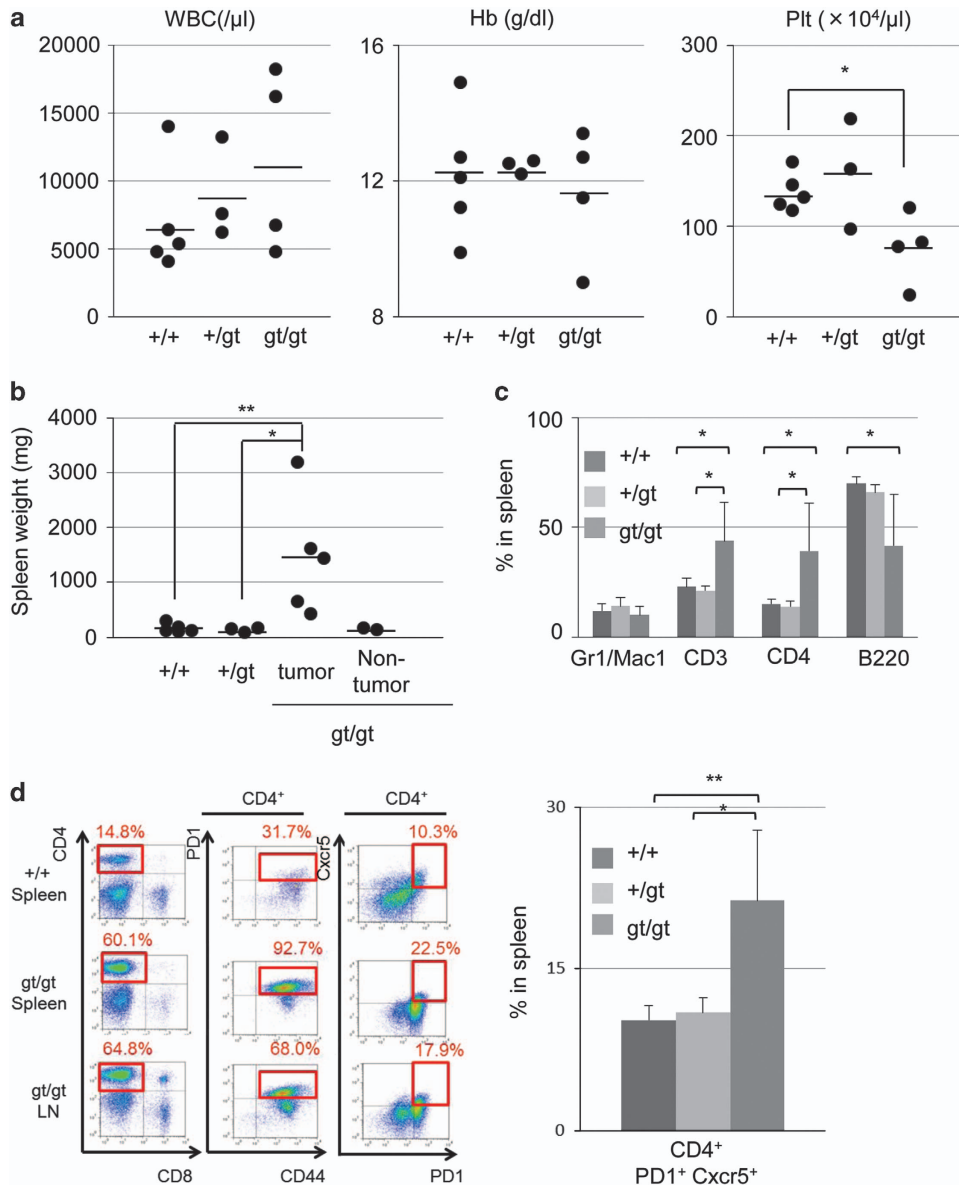 a
WBC(/µl)
20000
15000
10000
5000
0
+/+ +/gt gt/gt
Hb (g/dl)
16
12
8
+/+ +/gt gt/gt
Plt (×10⁴/µl)
300
200
100
0
*
+/+ +/gt gt/gt
b
Spleen weight (mg)
4000
3000
2000
1000
0
**
*
+/+ +/gt tumor Non-
tumor
gt/gt
c
% in spleen
100
50
0
+/+
+/gt
gt/gt
* * *
* *
Gr1/Mac1 CD3 CD4 B220
d
CD4⁺ CD4⁺
CD4 14.8% PD1 31.7% Cxcr5 10.3%
+/+
Spleen
60.1% 92.7% 22.5%
gt/gt
Spleen
64.8% 68.0% 17.9%
gt/gt
LN
CD8 CD44 PD1
% in spleen
30
15
0
+/+
+/gt
gt/gt
**
*
CD4⁺
PD1⁺ Cxcr5⁺